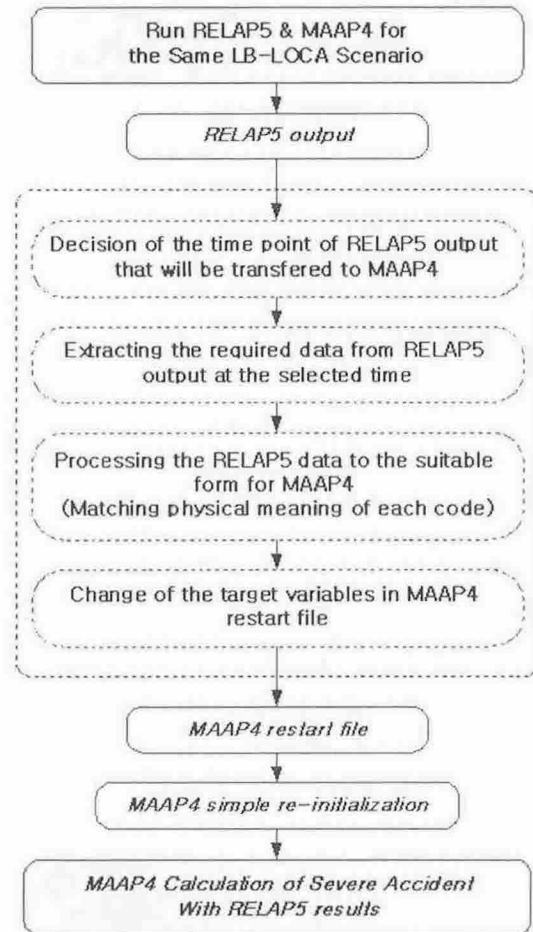 Run RELAP5 & MAAP4 for
the Same LB-LOCA Scenario
RELAP5 output
Decision of the time point of RELAP5 output
that will be transfered to MAAP4
Extracting the required data from RELAP5
output at the selected time
Processing the RELAP5 data to the suitable
form for MAAP4
(Matching physical meaning of each code)
Change of the target variables in MAAP4
restart file
MAAP4 restart file
MAAP4 simple re-initialization
MAAP4 Calculation of Severe Accident
With RELAP5 results